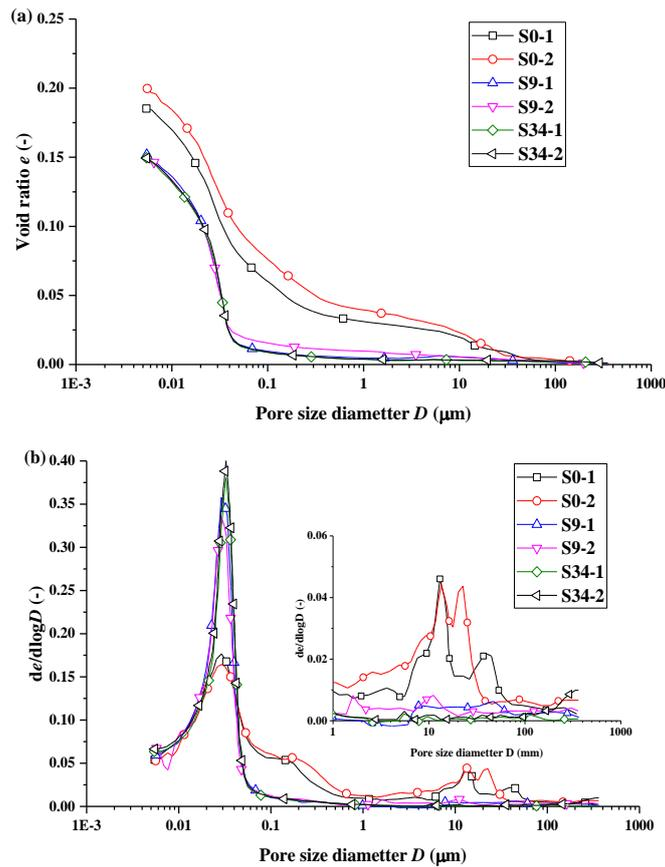 (a)
0.25
0.20
0.15
0.10
0.05
0.00
Void ratio e (-)
S0-1
S0-2
S9-1
S9-2
S34-1
S34-2
1E-3 0.01 0.1 1 10 100 1000
Pore size diametter D (μm)
(b)
0.40
0.35
0.30
0.25
0.20
0.15
0.10
0.05
0.00
de/dlogD (-)
S0-1
S0-2
S9-1
S9-2
S34-1
S34-2
0.06
0.04
0.02
0.00
de/dlogD (-)
1 10 100 1000
Pore size diametter D (mm)
1E-3 0.01 0.1 1 10 100 1000
Pore size diametter D (μm)